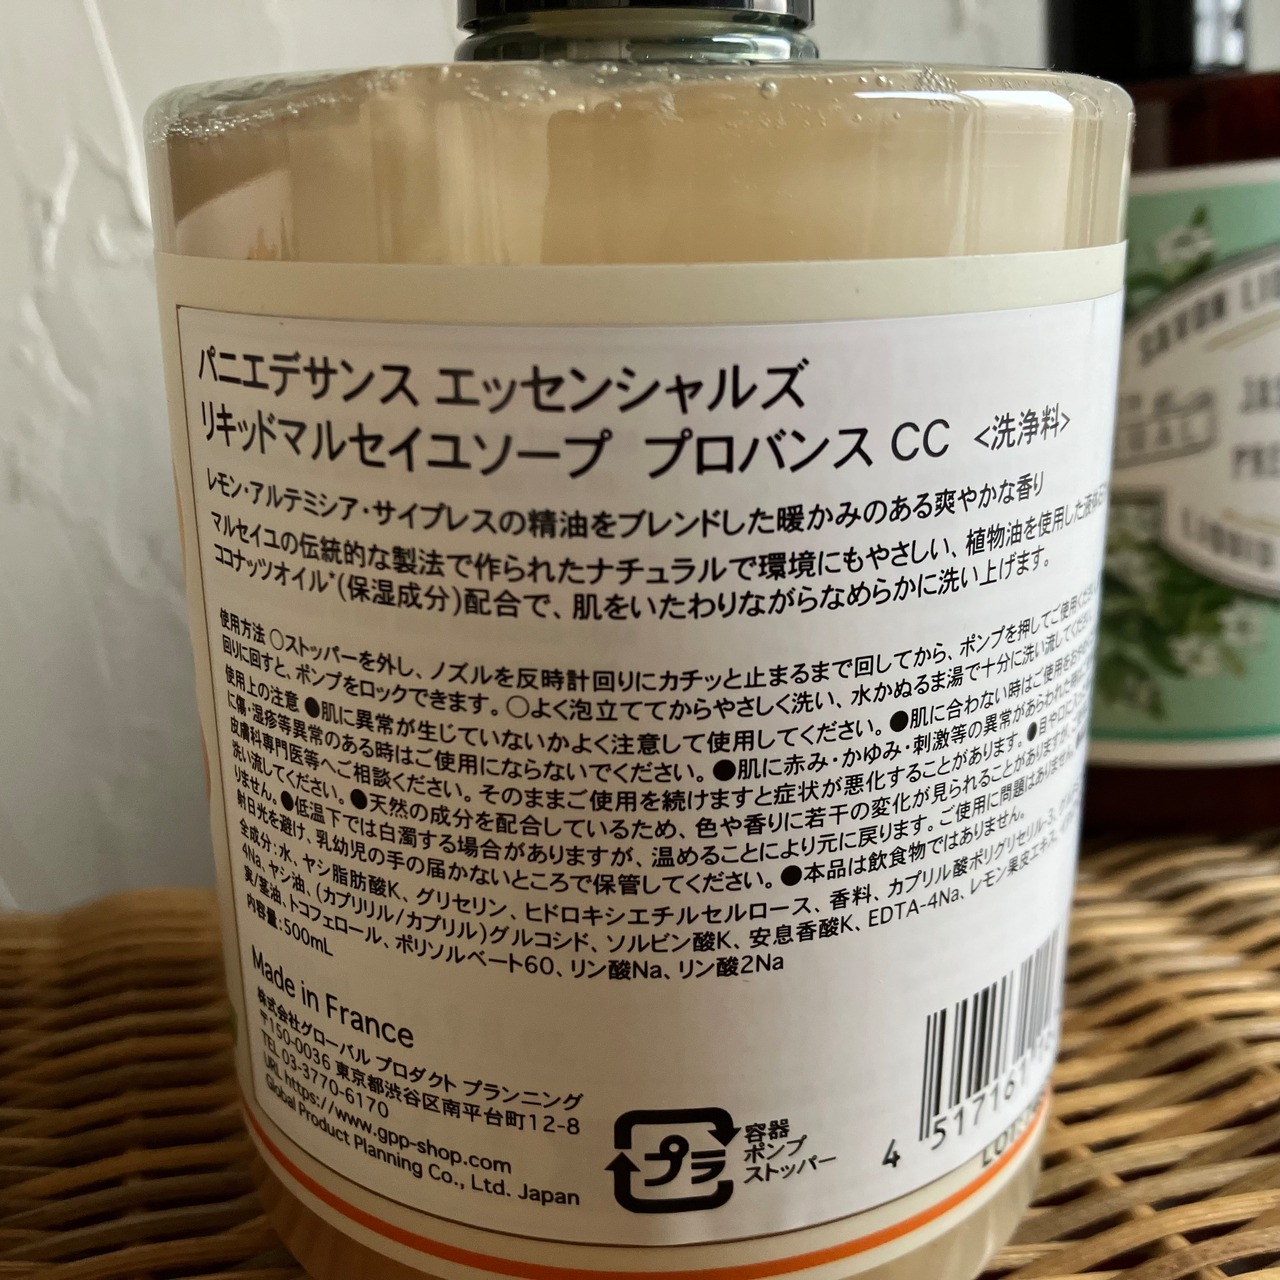 パニエデサンス エッセンシャルズ
リキッドマルセイユソープ プロバンス CC <洗浄料>
レモン・アルテミシア・サイプレスの精油をブレンドした暖かみのある爽やかな香り
マルセイユの伝統的な製法で作られたナチュラルで環境にもやさしい、植物油を使用した液体
ココナッツオイル*(保湿成分)配合で、肌をいたわりながらなめらかに洗い上げます。
使用方法 ○ストッパーを外し、ノズルを反時計回りにカチッと止まるまで回してから、ポンプを押してご使用くだ
回りに回すと、ポンプをロックできます。○よく泡立ててからやさしく洗い、水かぬるま湯で十分に洗い流してくだ
使用上の注意 ●肌に異常が生じていないかよく注意して使用してください。●肌に合わない時はご使用を
に傷・湿疹等異常のある時はご使用にならないでください。●肌に赤み・かゆみ・刺激等の異常があらわれた
皮膚科専門医等へご相談ください。そのままご使用を続けますと症状が悪化することがあります。●目や口に
洗い流してください。●天然の成分を配合しているため、色や香りに若干の変化が見られることがありますが、
りません。●低温下では白濁する場合がありますが、温めることにより元に戻ります。ご使用に問題はありません。
射日光を避け、乳幼児の手の届かないところで保管してください。●本品は飲食物ではありません。
全成分:水、ヤシ脂肪酸K、グリセリン、ヒドロキシエチルセルロース、香料、カプリル酸ポリグリセリル-3、
4Na、ヤシ油、(カプリリル/カプリル)グルコシド、ソルビン酸K、安息香酸K、EDTA-4Na、レモン果皮エキス、
実/茎油、トコフェロール、ポリソルベート60、リン酸Na、リン酸2Na
内容量:500mL
Made in France
株式会社グローバル プロダクト プランニング
〒150-0036 東京都渋谷区南平台町12-8
TEL 03-3770-6170
URL https://www.gpp-shop.com
Global Product Planning Co., Ltd. Japan
プラ
容器
ポンプ
ストッパー
4 517161
LOT
SAVON
LIQUID